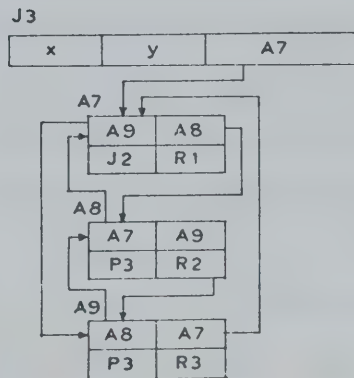 J3
x y A7
A7
A9 A8
J2 R1
A8
A7 A9
P3 R2
A9
A8 A7
P3 R3